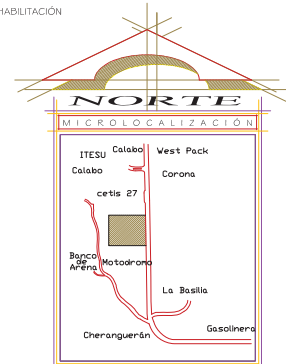 HABILITACIÓN
NORTE
MICROLOCALIZACIÓN
Calabo
West Pack
ITESU
Calabo
Corona
cetis 27
Banco
de
Arena
Motodromo
La Basilia
Gasolinera
Cheranguerán